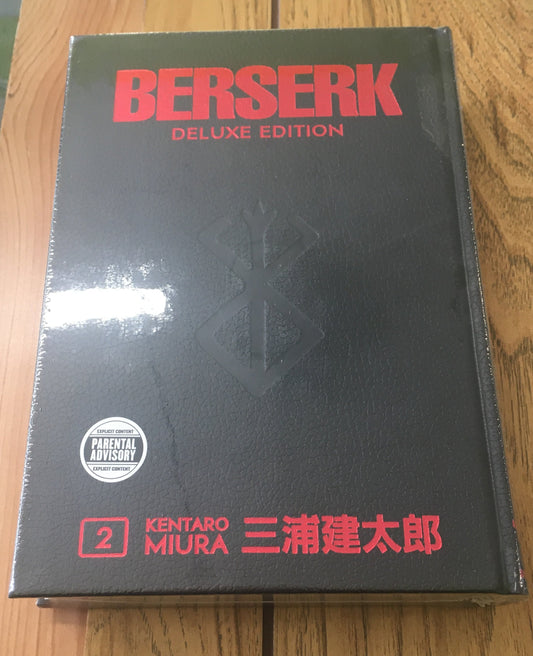 BERSERK
DELUXE EDITION
EXPLICIT CONTENT
PARENTAL
ADVISORY
EXPLICIT CONTENT
2 KENTARO
MIURA 三浦建太郎